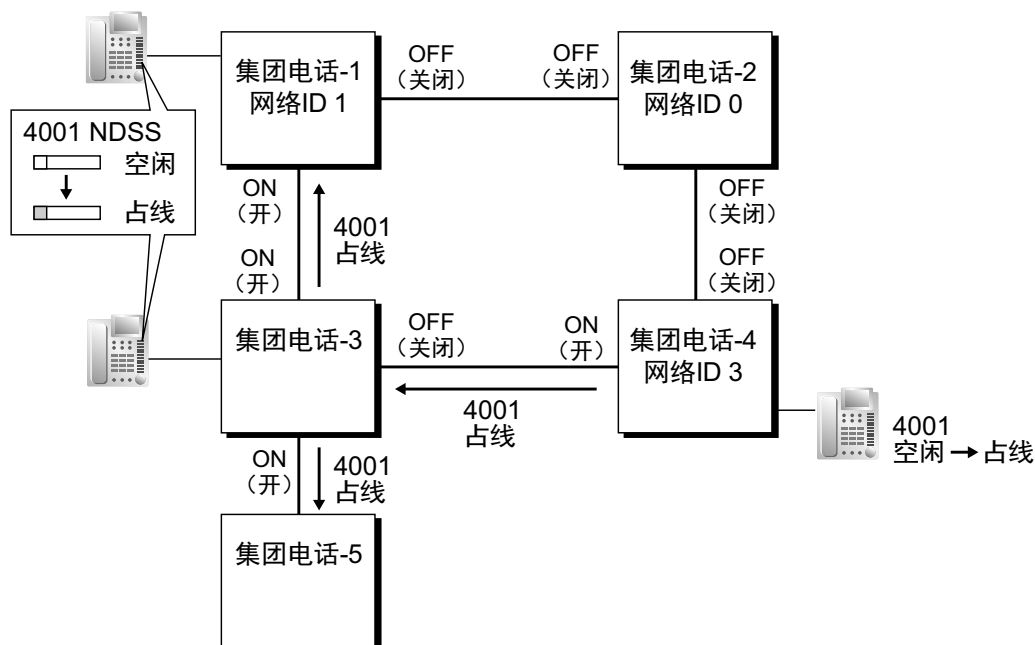 集团电话-1
网络ID 1
OFF
（关闭）
OFF
（关闭）
集团电话-2
网络ID 0
4001 NDSS
空闲
占线
ON
（开）
4001
占线
ON
（开）
OFF
（关闭）
OFF
（关闭）
集团电话-3
OFF
（关闭）
ON
（开）
集团电话-4
网络ID 3
4001
占线
4001
空闲
占线
ON
（开）
4001
占线
集团电话-5